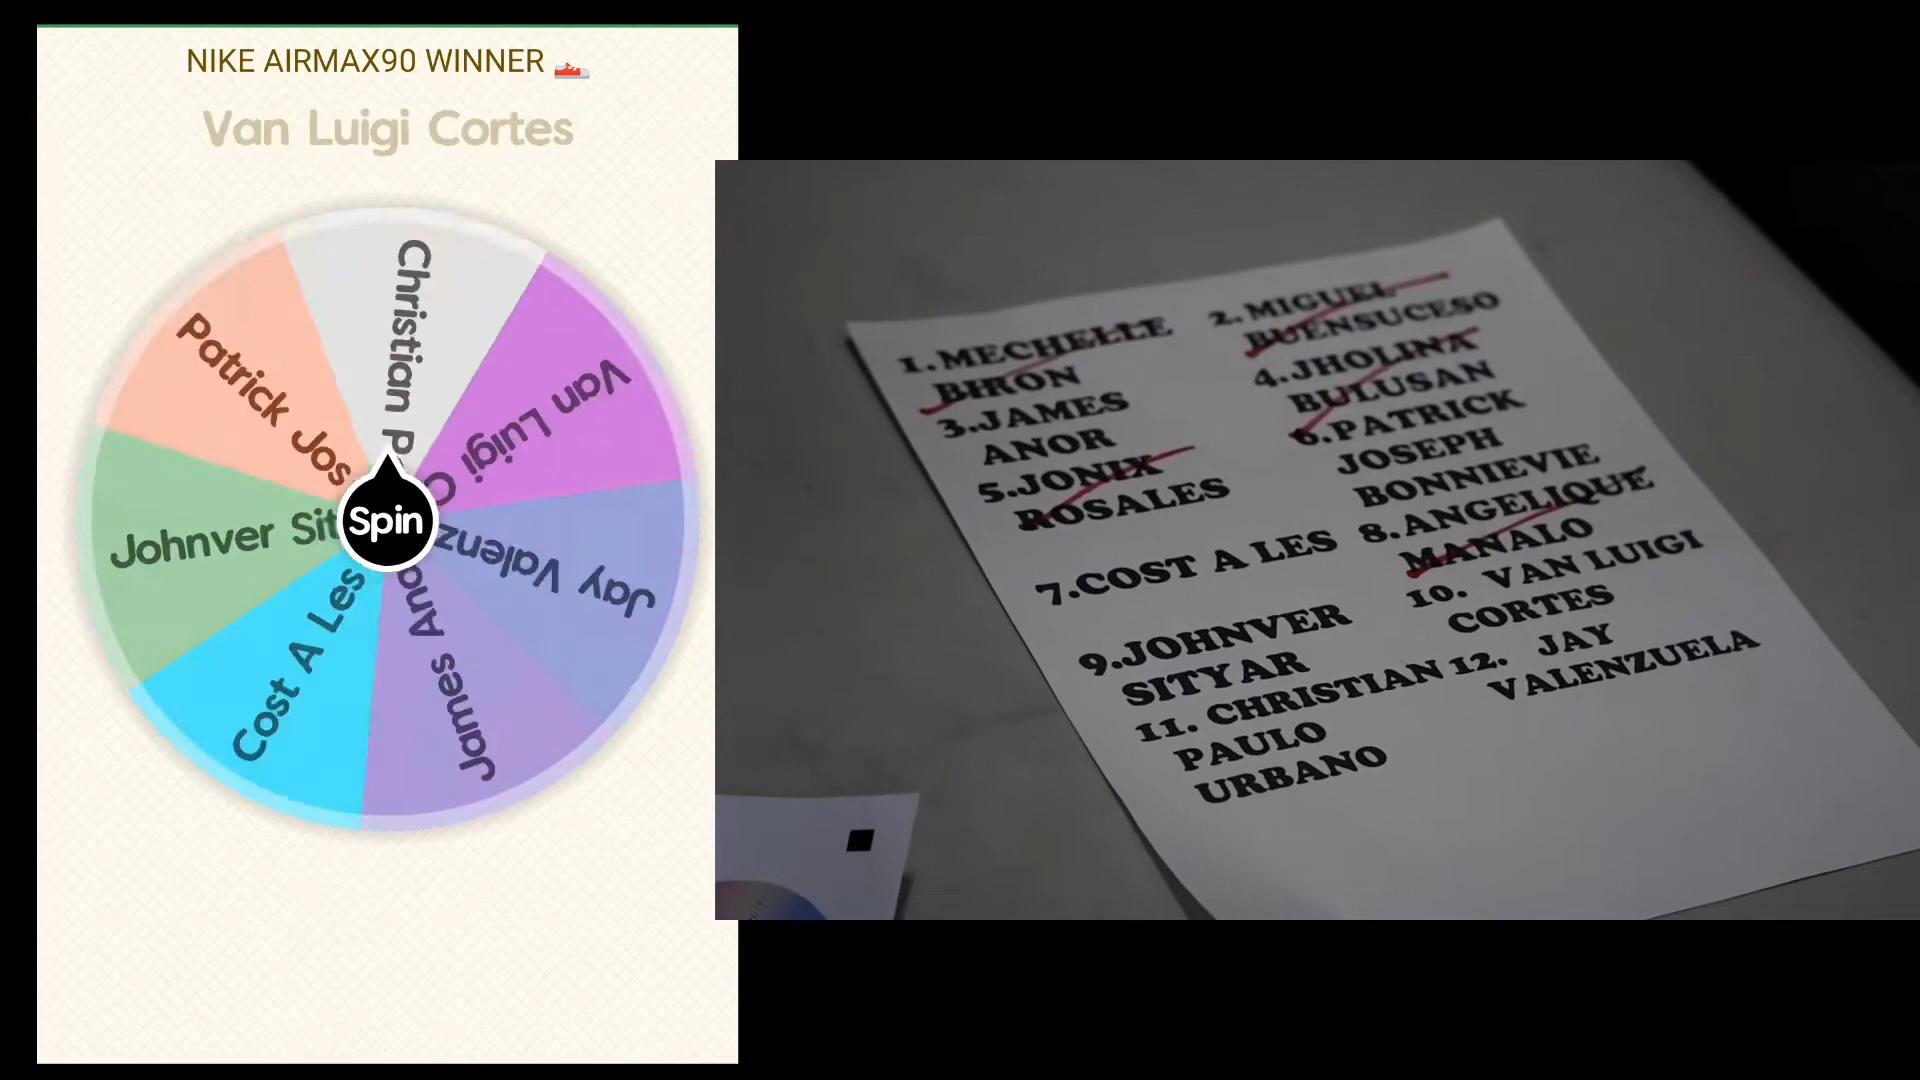 NIKE AIRMAX90 WINNER
Van Luigi Cortes
Christian P
Van Luigi C
Jay Valenz
James Ano
Cost A Les
Johnver Sit
Patrick Jos
Spin
1.MECHELLE
BIRON
2.MIGUEL
BUENSUCESO
3.JAMES
ANOR
4.JHOLINA
BULUSAN
5.JONIX
ROSALES
6.PATRICK
JOSEPH
BONNIEVIE
7.COST A LES
8.ANGELIQUE
MANALO
9.JOHNVER
SITYAR
10. VAN LUIGI
CORTES
11. CHRISTIAN
PAULO
URBANO
12. JAY
VALENZUELA